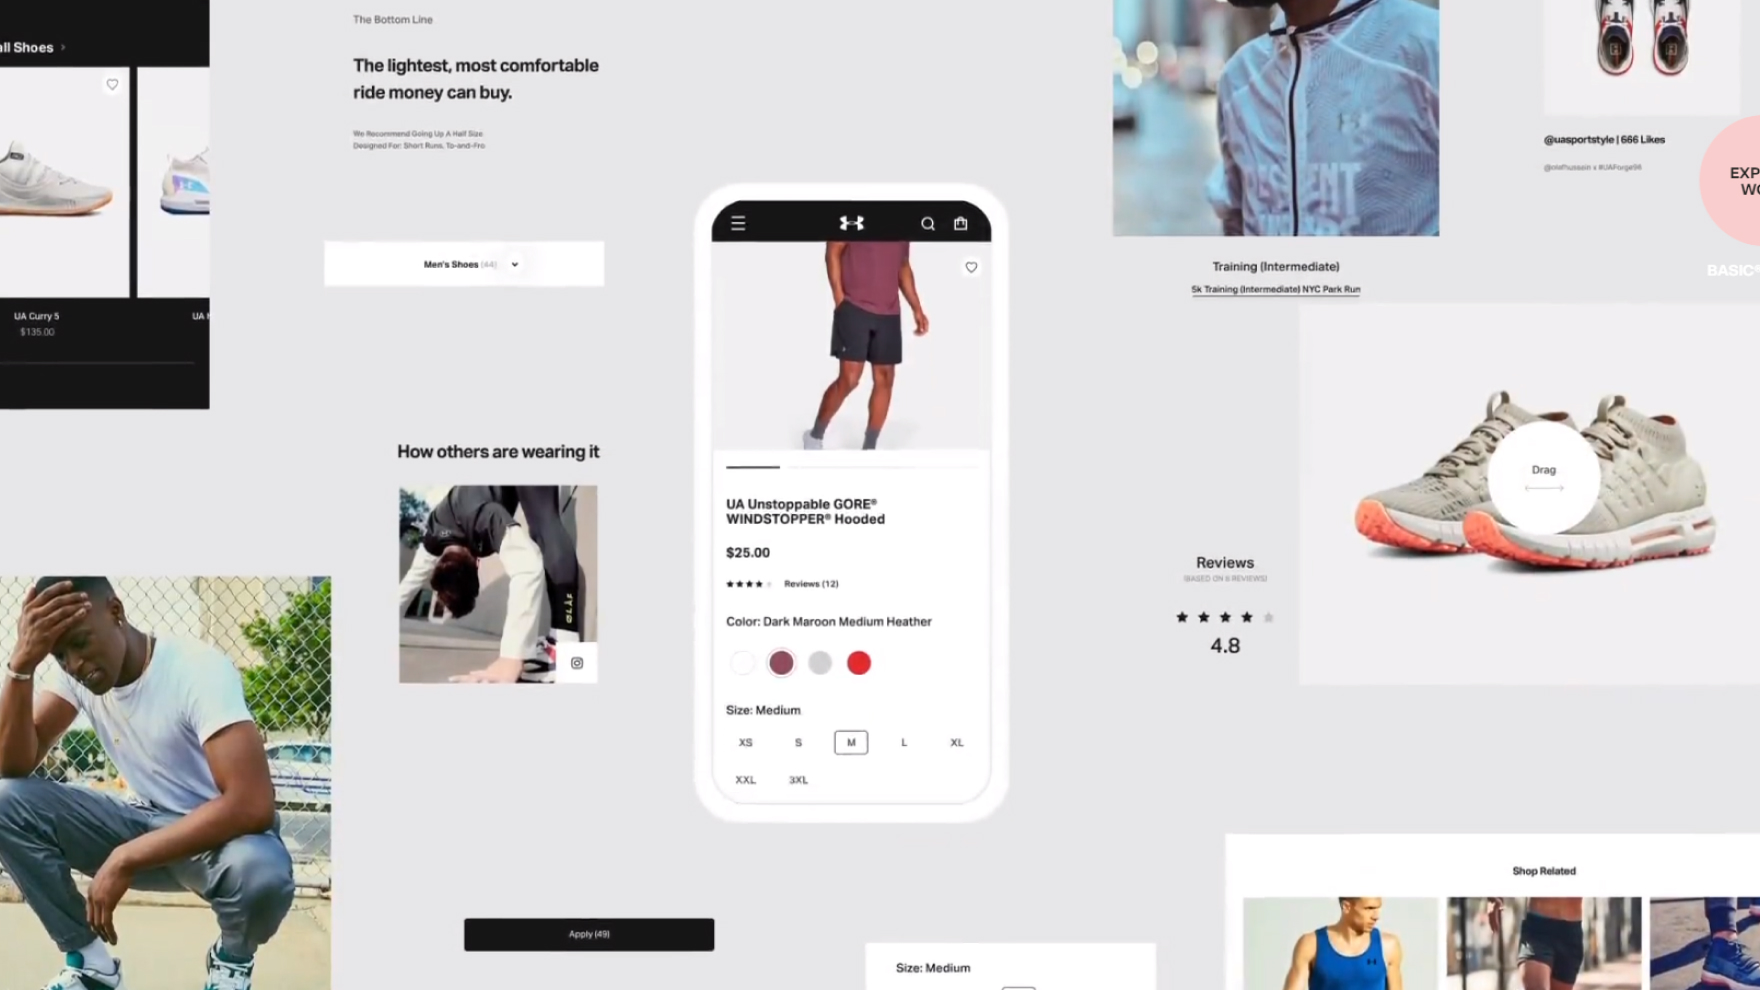 all Shoes
UA Curry 5
$135.00
UA
The Bottom Line
The lightest, most comfortable
ride money can buy.
We Recommend Going Up A Half Size
Designed For: Short Runs, To-and-Fro
Men's Shoes (44)
How others are wearing it
UA Unstoppable GORE®
WINDSTOPPER® Hooded
$25.00
Reviews (12)
Color: Dark Maroon Medium Heather
Size: Medium
XS S M L XL
XXL 3XL
Apply (49)
Size: Medium
Training (Intermediate)
5k Training (Intermediate) NYC Park Run
@uasportstyle | 666 Likes
EXP
WO
BASIC®
Drag
Reviews
(BASED ON 6 REVIEWS)
4.8
Shop Related